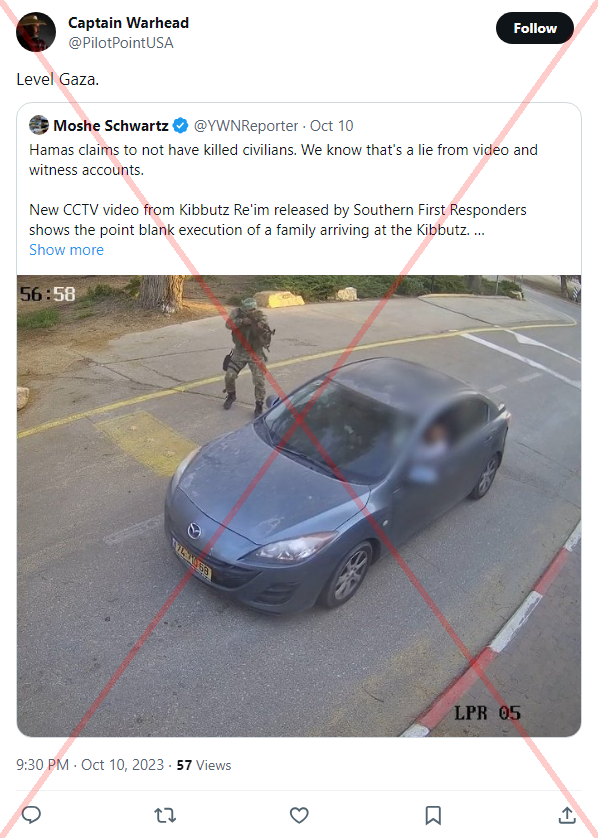 Captain Warhead
@PilotPointUSA
Follow
Level Gaza.
Moshe Schwartz @YWNReporter · Oct 10
Hamas claims to not have killed civilians. We know that's a lie from video and
witness accounts.
New CCTV video from Kibbutz Re'im released by Southern First Responders
shows the point blank execution of a family arriving at the Kibbutz. ...
Show more
56:58
LPR 05
9:30 PM · Oct 10, 2023 · 57 Views